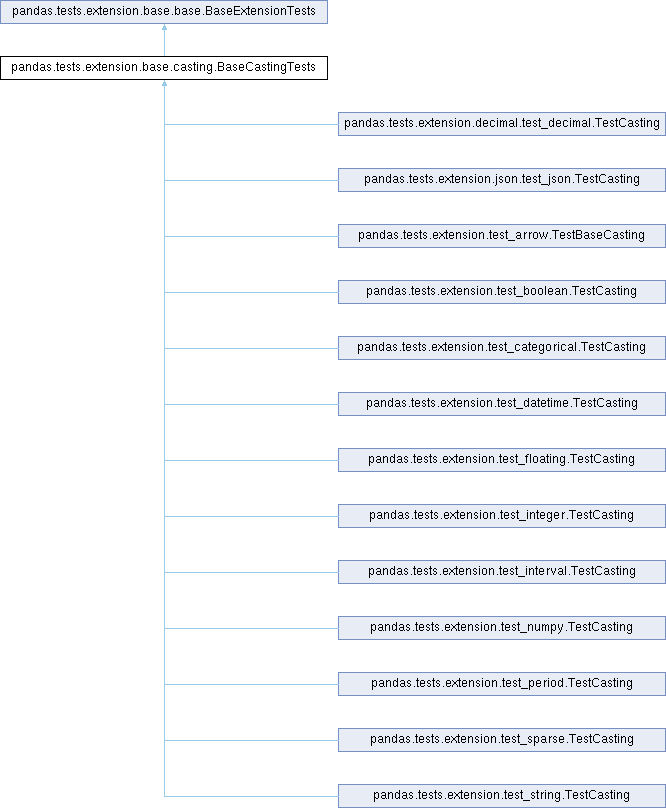 pandas.tests.extension.base.base.BaseExtensionTests
pandas.tests.extension.base.casting.BaseCastingTests
pandas.tests.extension.decimal.test_decimal.TestCasting
pandas.tests.extension.json.test_json.TestCasting
pandas.tests.extension.test_arrow.TestBaseCasting
pandas.tests.extension.test_boolean.TestCasting
pandas.tests.extension.test_categorical.TestCasting
pandas.tests.extension.test_datetime.TestCasting
pandas.tests.extension.test_floating.TestCasting
pandas.tests.extension.test_integer.TestCasting
pandas.tests.extension.test_interval.TestCasting
pandas.tests.extension.test_numpy.TestCasting
pandas.tests.extension.test_period.TestCasting
pandas.tests.extension.test_sparse.TestCasting
pandas.tests.extension.test_string.TestCasting